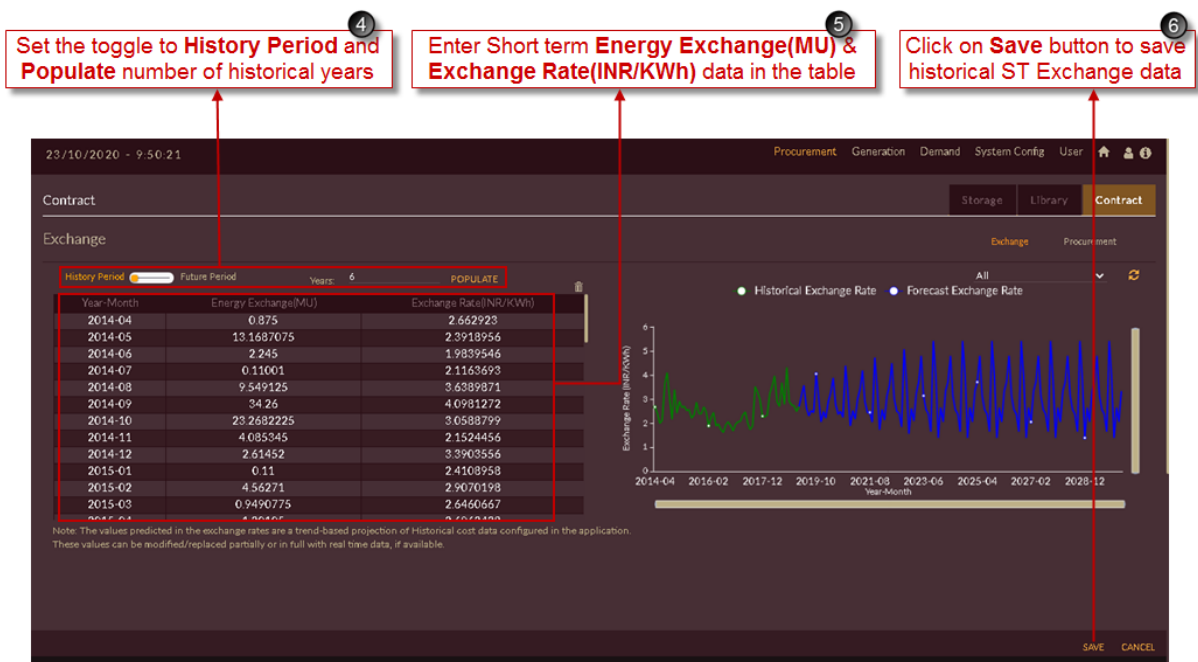 4
Set the toggle to History Period and
Populate number of historical years
5
Enter Short term Energy Exchange(MU) &
Exchange Rate(INR/KWh) data in the table
6
Click on Save button to save
historical ST Exchange data
23/10/2020 - 9:50:21
Procurement Generation Demand System Config User
Contract
Storage Library Contract
Exchange
Exchange Procurement
History Period Future Period Years: 6 POPULATE
All
Historical Exchange Rate Forecast Exchange Rate
Year-Month Energy Exchange(MU) Exchange Rate(INR/KWh)
2014-04 0.875 2.662923
2014-05 13.1687075 2.3918956
2014-06 2.245 1.9839546
2014-07 0.11001 2.1163693
2014-08 9.549125 3.6389871
2014-09 34.26 4.0981272
2014-10 23.2682225 3.0588799
2014-11 4.085345 2.1524456
2014-12 2.61452 3.3903556
2015-01 0.11 2.4108958
2015-02 4.56271 2.9070198
2015-03 0.9490775 2.6460667
Exchange Rate (INR/KWh)
6
5
4
3
2
1
0
2014-04 2016-02 2017-12 2019-10 2021-08 2023-06 2025-04 2027-02 2028-12
Year-Month
Note: The values predicted in the exchange rates are a trend-based projection of Historical cost data configured in the application.
These values can be modified/replaced partially or in full with real time data, if available.
SAVE CANCEL